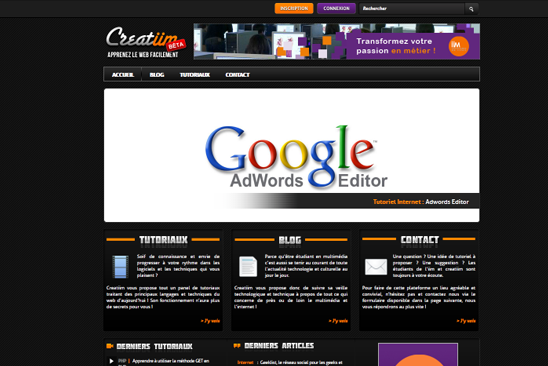 INSCRIPTION CONNEXION Rechercher
Creatiim
BÊTA
APPRENEZ LE WEB FACILEMENT
Transformez votre
passion en métier !
IIM
ACCUEIL BLOG TUTORIAUX CONTACT
Google™
AdWords Editor
Tutoriel Internet : Adwords Editor
TUTORIAUX
Soif de connaissance et envie de
progresser à votre rythme dans les
logiciels et les techniques qui vous
plaisent ?
Creatiim vous propose tout un panel de tutoriaux
traitant des principaux langages et techniques du
web d'aujourd'hui ! Son fonctionnement n'aura plus
de secrets pour vous !
> J'y vais
BLOG
Parce qu'être étudiant en multimédia
c'est aussi se tenir au courant de toute
l'actualité technologique et culturelle au
jour le jour.
Creatiim vous propose donc de suivre sa veille
technologique et technique à propos de tout ce qui
concerne de près ou de loin le multimédia et
l'internet !
> J'y vais
CONTACT
Une question ? Une idée de tutoriel à
proposer ? Une suggestion ? Les
étudiants de l'iim et creatiim sont
toujours à votre écoute.
Pour faire de cette plateforme un lieu agréable et
convivial, n'hésitez pas et contactez nous via le
formulaire disponible dans la page suivante, nous
vous répondrons au plus vite !
> J'y vais
DERNIERS TUTORIAUX
PHP | Apprendre à utiliser la méthode GET en
DERNIERS ARTICLES
Internet : Geeklist, le réseau social pour les geeks et